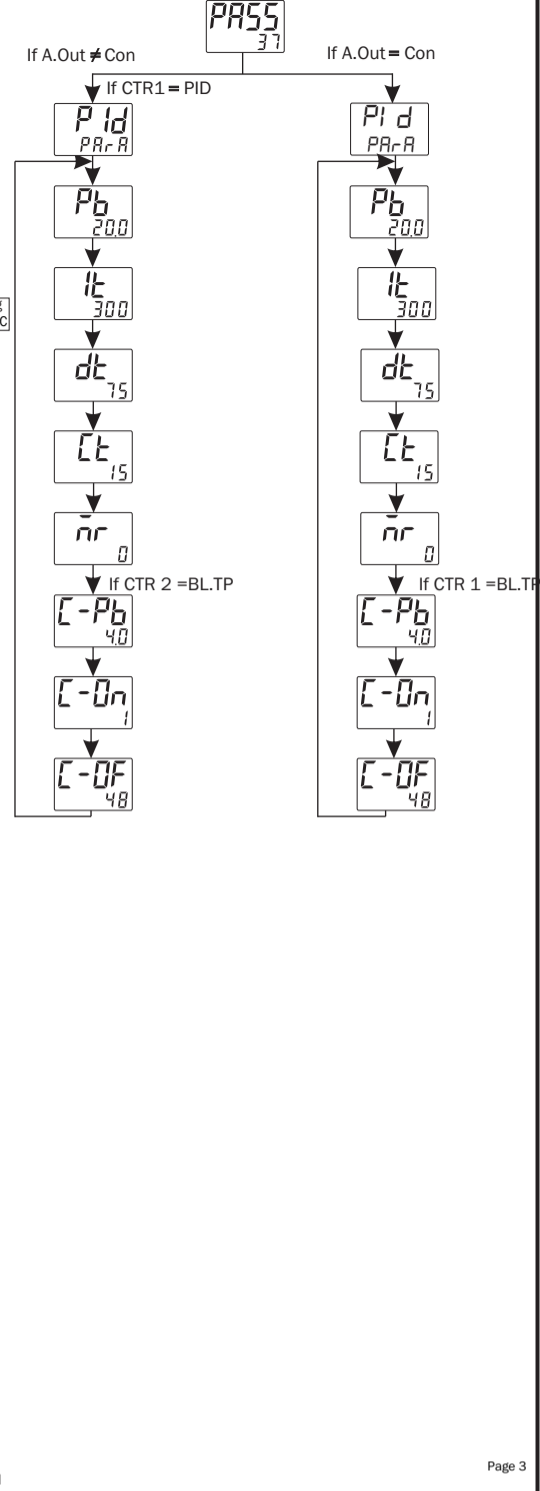 PASS
37
If A.Out ≠ Con
If A.Out = Con
If CTR1 = PID
PId
PArA
Pb
20.0
It
300
dt
75
Ct
15
n̄r
0
If CTR 2 =BL.TP
C-Pb
4.0
C-On
1
C-OF
48
PI d
PArA
Pb
20.0
It
300
dt
75
Ct
15
n̄r
0
If CTR 1 =BL.TP
C-Pb
4.0
C-On
1
C-OF
48
Page 3